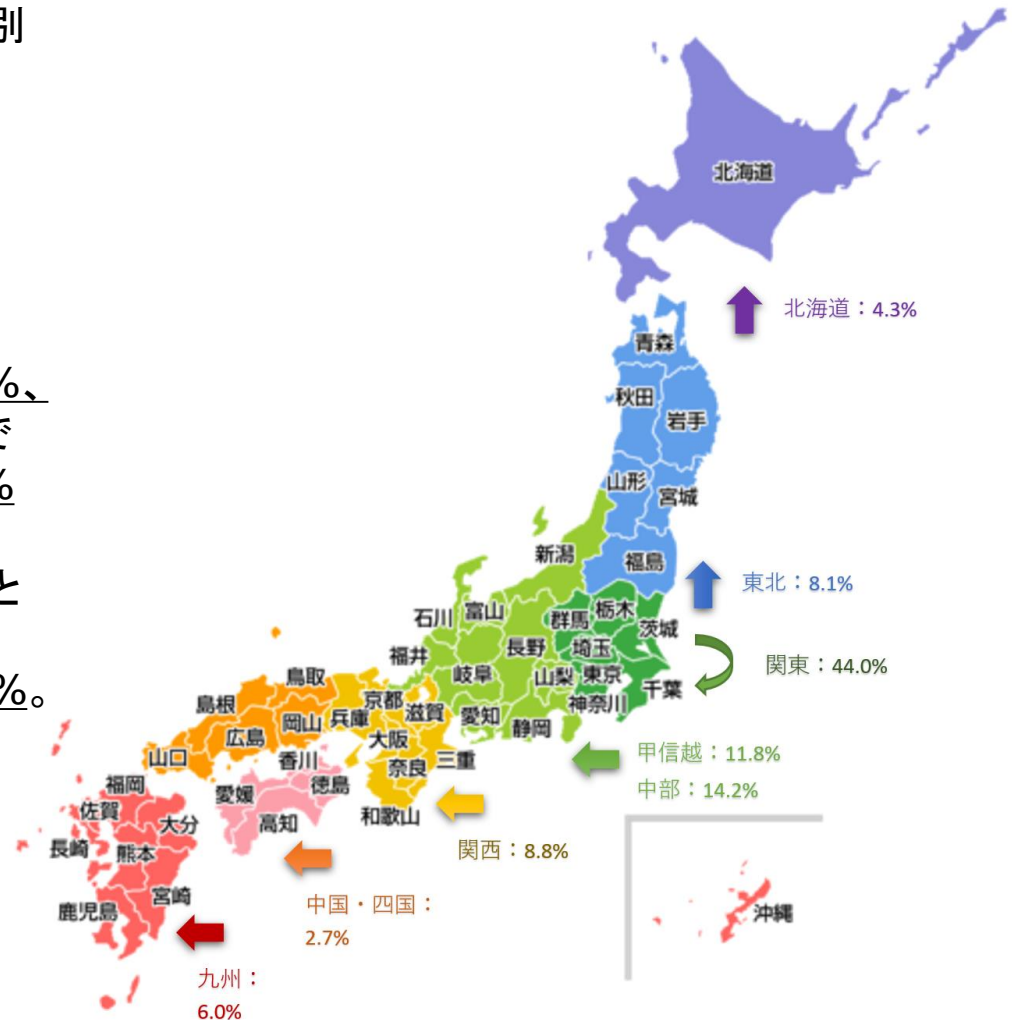 別
%、
で
%
と
%。
北海道
北海道：4.3%
青森
秋田
岩手
山形
宮城
新潟
福島
東北：8.1%
石川
富山
群馬
栃木
茨城
福井
長野
埼玉
関東：44.0%
岐阜
山梨
東京
千葉
鳥取
京都
神奈川
島根
岡山
兵庫
滋賀
愛知
静岡
広島
大阪
山口
香川
奈良
三重
甲信越：11.8%
中部：14.2%
福岡
愛媛
徳島
佐賀
大分
高知
和歌山
長崎
熊本
関西：8.8%
宮崎
鹿児島
中国・四国：
2.7%
沖縄
九州：
6.0%